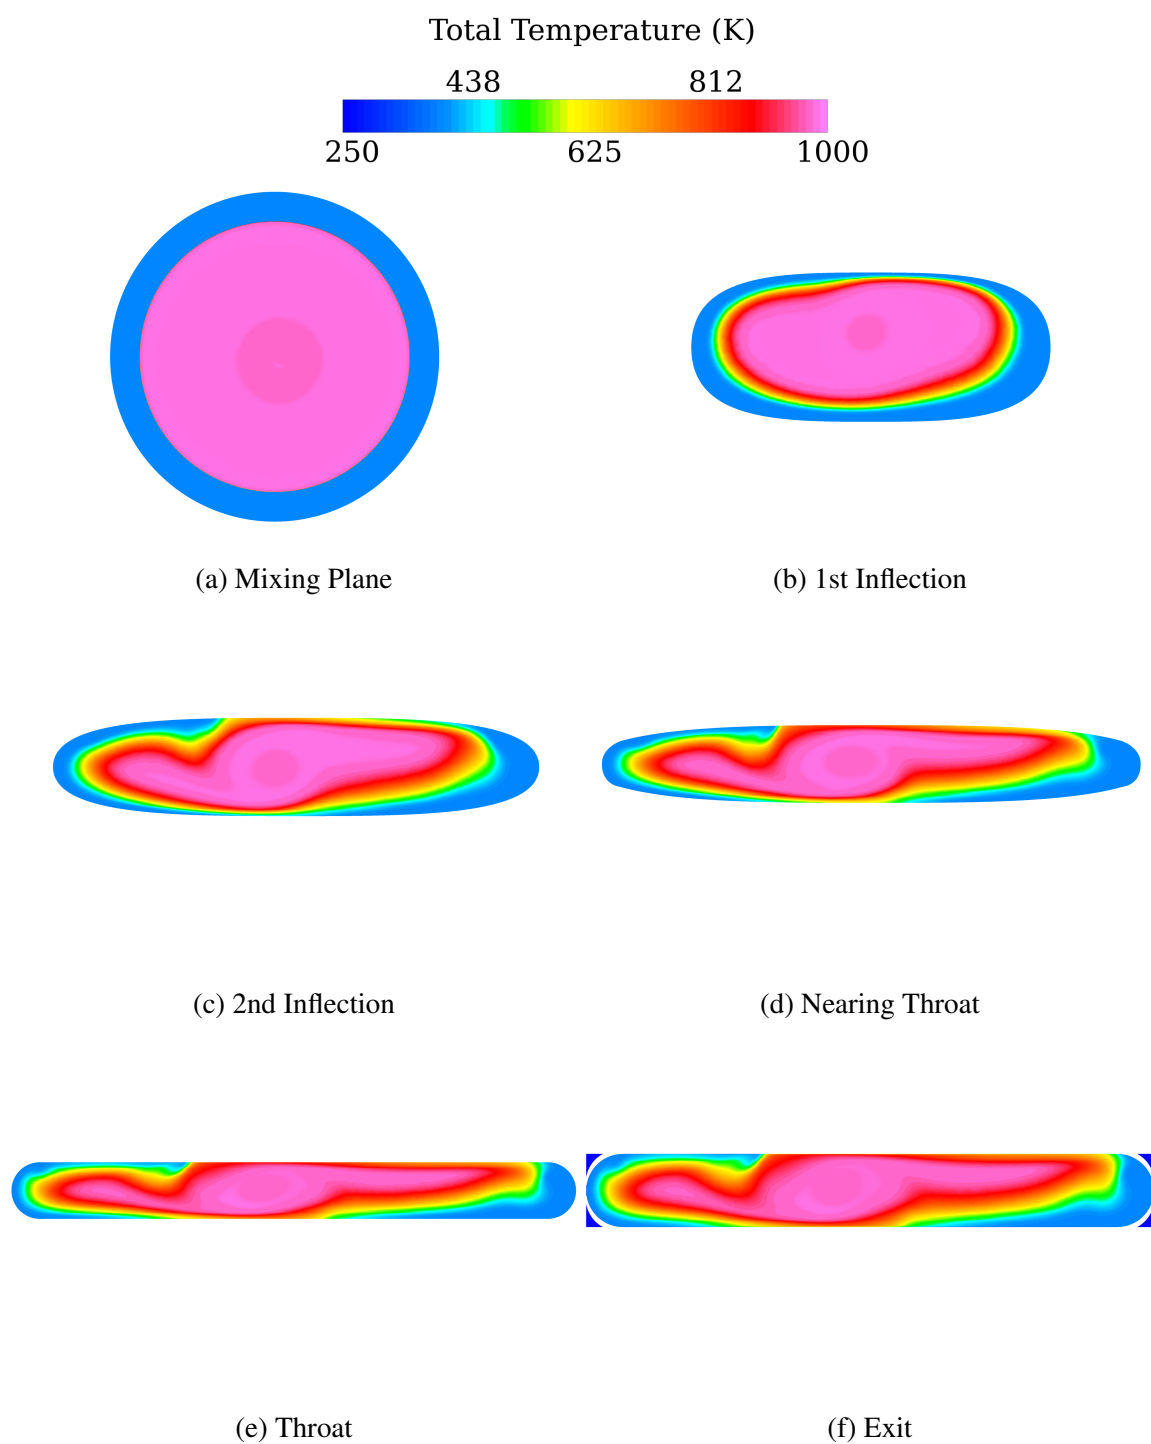 Total Temperature (K)
438 812
250 625 1000
(a) Mixing Plane
(b) 1st Inflection
(c) 2nd Inflection
(d) Nearing Throat
(e) Throat
(f) Exit